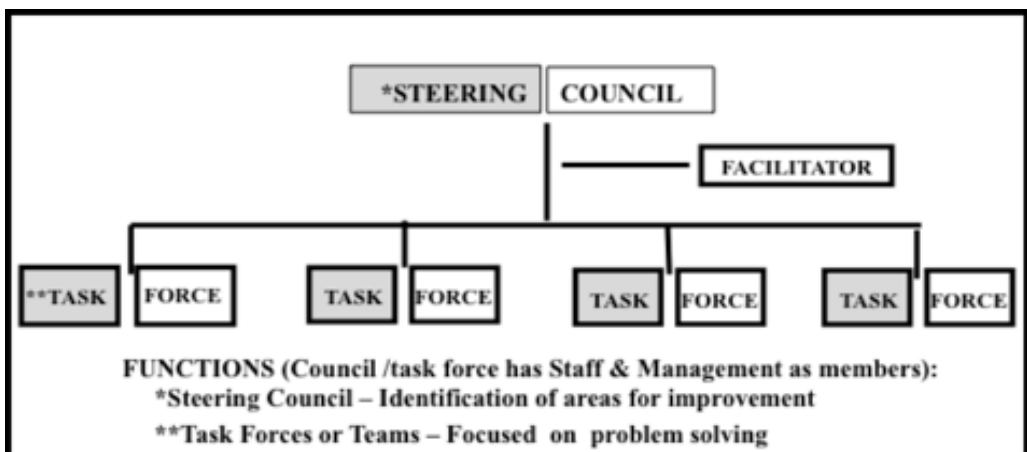 *STEERING COUNCIL
FACILITATOR
**TASK FORCE TASK FORCE TASK FORCE TASK FORCE
FUNCTIONS (Council /task force has Staff & Management as members):
*Steering Council – Identification of areas for improvement
**Task Forces or Teams – Focused on problem solving